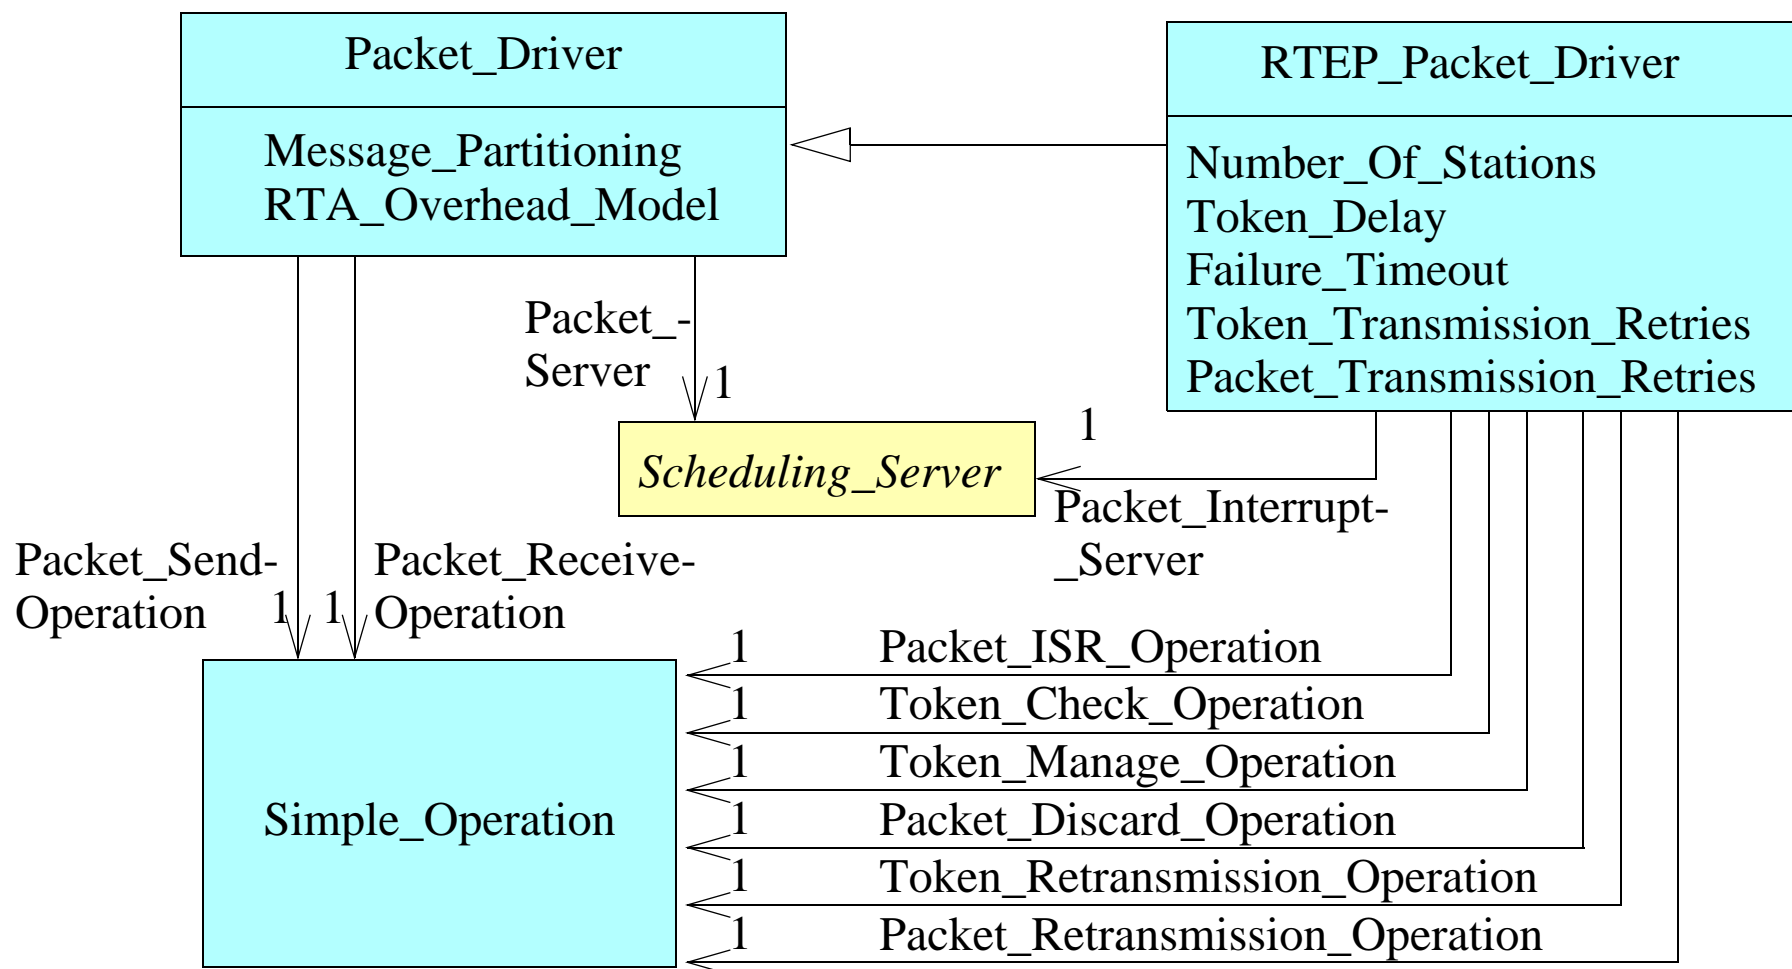 Packet_Driver
Message_Partitioning
RTA_Overhead_Model
RTEP_Packet_Driver
Number_Of_Stations
Token_Delay
Failure_Timeout
Token_Transmission_Retries
Packet_Transmission_Retries
Packet_-
Server
1
Scheduling_Server
1
Packet_Interrupt-
_Server
Packet_Send-
Operation
1
1
Packet_Receive-
Operation
Simple_Operation
1 Packet_ISR_Operation
1 Token_Check_Operation
1 Token_Manage_Operation
1 Packet_Discard_Operation
1 Token_Retransmission_Operation
1 Packet_Retransmission_Operation